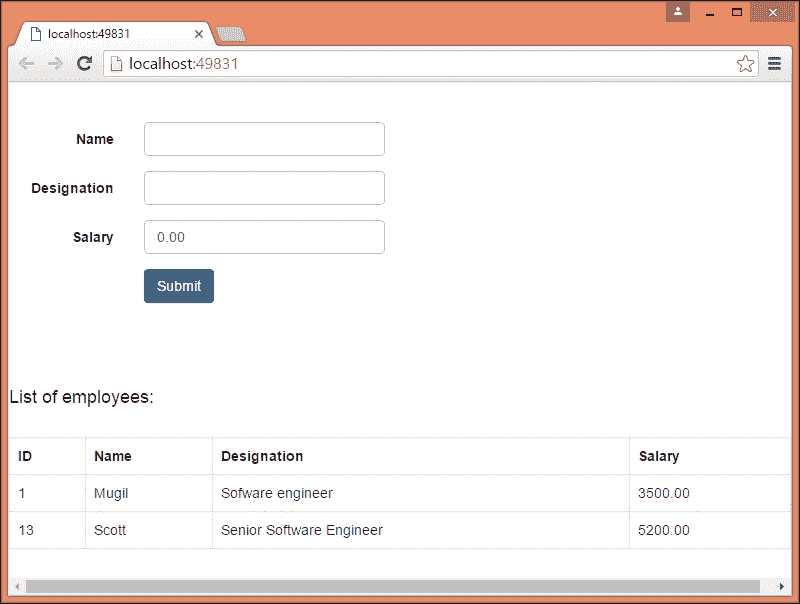 localhost:49831
localhost:49831
Name
Designation
Salary 0.00
Submit
List of employees:
ID Name Designation Salary
1 Mugil Sofware engineer 3500.00
13 Scott Senior Software Engineer 5200.00